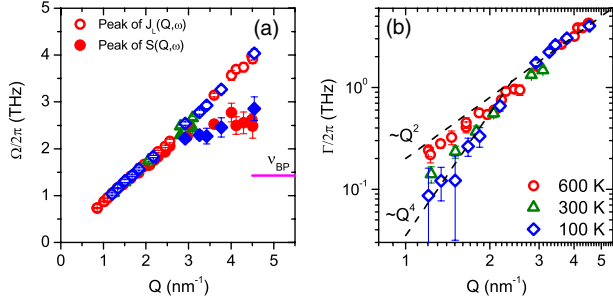 Peak of J_L(Q,ω)
Peak of S(Q,ω)
(a)
Ω/2π (THz)
5
4
3
2
1
0
ν_BP
0 1 2 3 4 5
Q (nm⁻¹)
(b)
Γ/2π (THz)
10⁰
10⁻¹
~Q²
~Q⁴
600 K
300 K
100 K
1 2 3 4 5
Q (nm⁻¹)